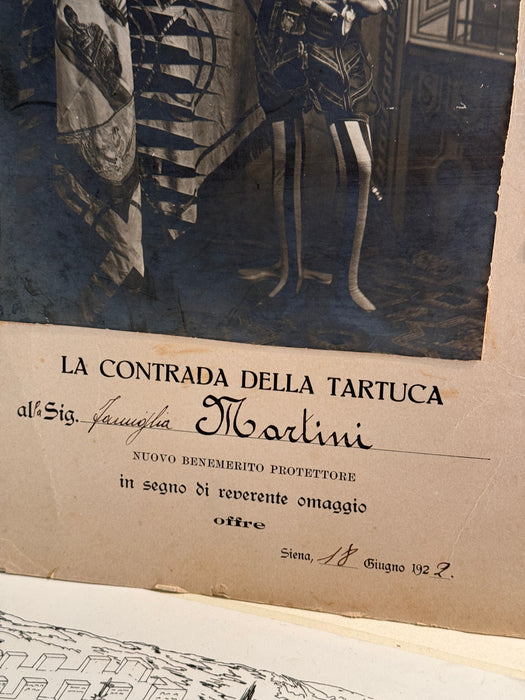 LA CONTRADA DELLA TARTUCA
alla Sig. Famiglia Martini
NUOVO BENEMERITO PROTETTORE
in segno di reverente omaggio
offre
Siena, 18 Giugno 1922.